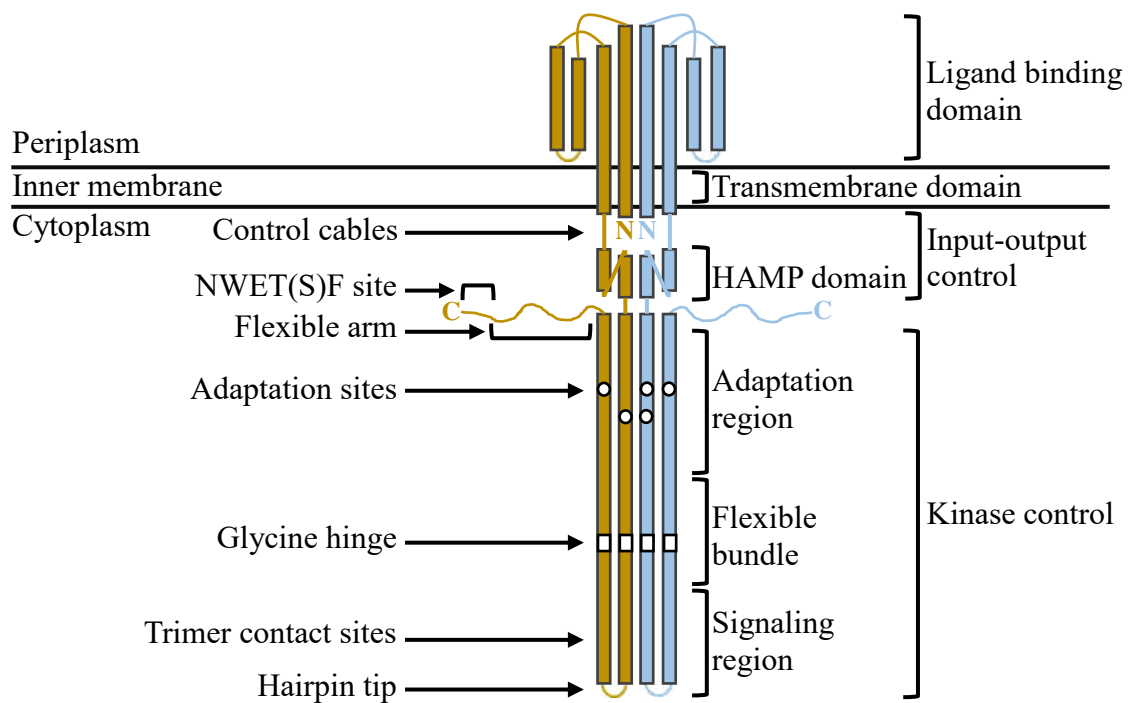 Ligand binding
domain
Periplasm
Inner membrane
Transmembrane domain
Cytoplasm
Control cables
N N
Input-output
control
HAMP domain
NWET(S)F site
C
C
Flexible arm
Adaptation sites
Adaptation
region
Glycine hinge
Flexible
bundle
Kinase control
Trimer contact sites
Signaling
region
Hairpin tip